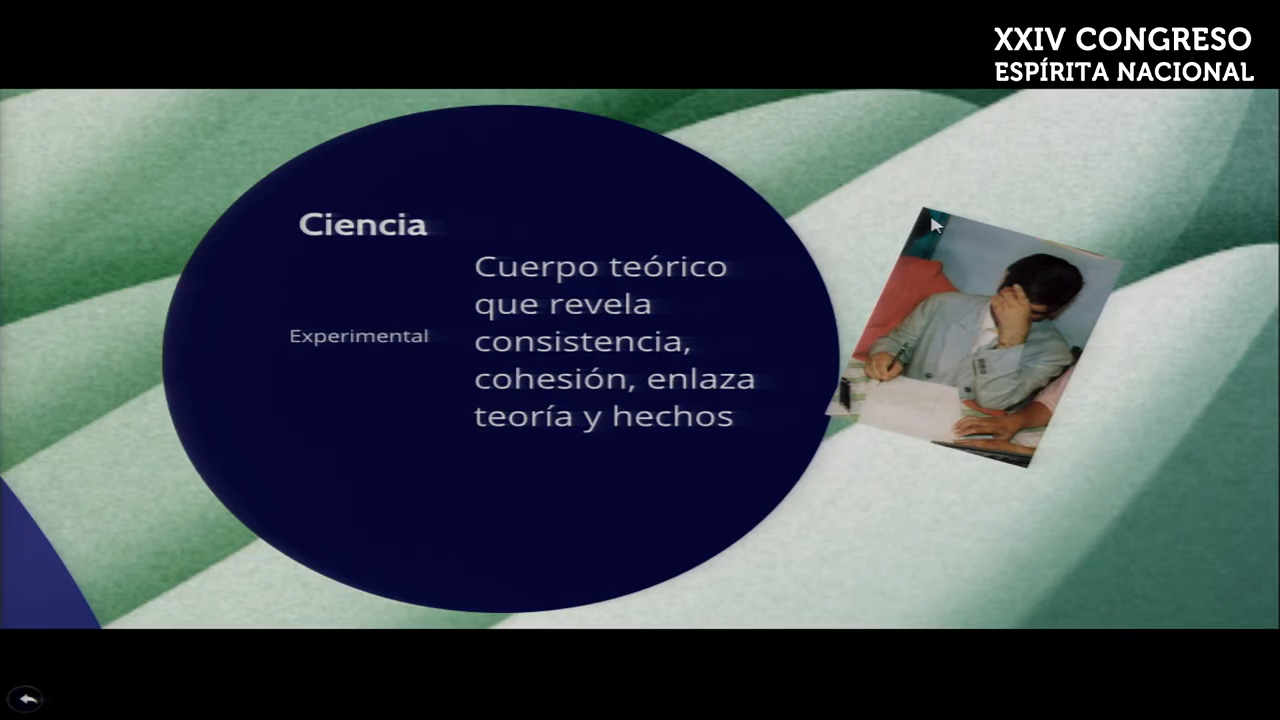 XXIV CONGRESO
ESPÍRITA NACIONAL
Ciencia
Cuerpo teórico
que revela
Experimental
consistencia,
cohesión, enlaza
teoría y hechos